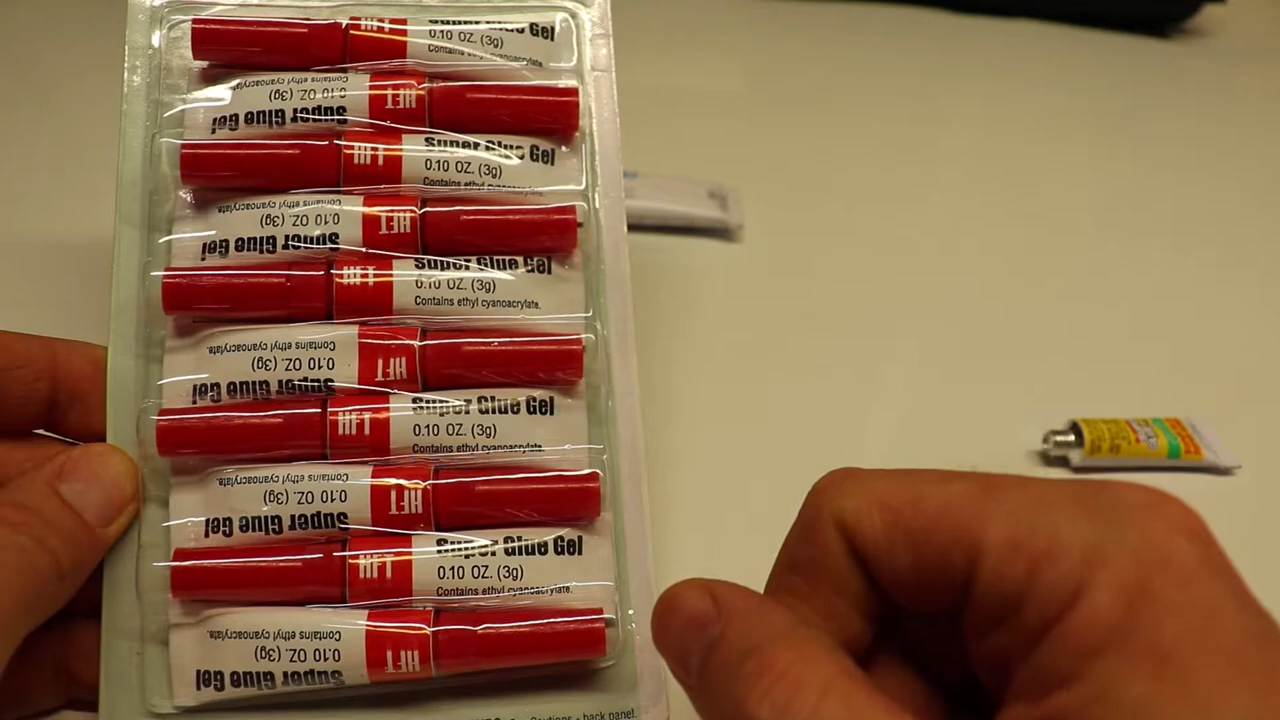 HFT
Super Glue Gel
0.10 OZ. (3g)
Contains ethyl cyanoacrylate.
Contains ethyl cyanoacrylate.
0.10 OZ. (3g)
Super Glue Gel
HFT
HFT
Super Glue Gel
0.10 OZ. (3g)
Contains ethyl cyanoacrylate.
Contains ethyl cyanoacrylate.
0.10 OZ. (3g)
Super Glue Gel
HFT
HFT
Super Glue Gel
0.10 OZ. (3g)
Contains ethyl cyanoacrylate.
Contains ethyl cyanoacrylate.
0.10 OZ. (3g)
Super Glue Gel
HFT
HFT
Super Glue Gel
0.10 OZ. (3g)
Contains ethyl cyanoacrylate.
Contains ethyl cyanoacrylate.
0.10 OZ. (3g)
Super Glue Gel
HFT
HFT
Super Glue Gel
0.10 OZ. (3g)
Contains ethyl cyanoacrylate.
Contains ethyl cyanoacrylate.
0.10 OZ. (3g)
Super Glue Gel
HFT
Cautions - back panel.